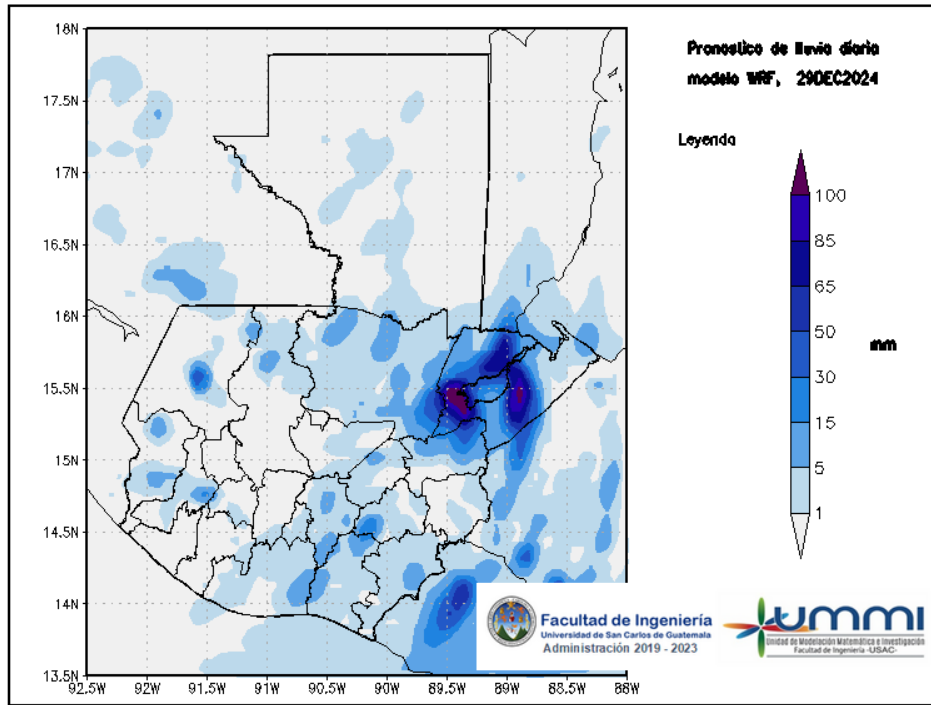 Pronostico de lluvia diaria
modelo WRF, 29DEC2024
Leyenda
100
85
65
50
30
15
5
1
mm
18N
17.5N
17N
16.5N
16N
15.5N
15N
14.5N
14N
13.5N
92.5W
92W
91.5W
91W
90.5W
90W
89.5W
89W
88.5W
88W
Facultad de Ingeniería
Universidad de San Carlos de Guatemala
Administración 2019 - 2023
ummi
Unidad de Modelación Matemática e Investigación
Facultad de Ingeniería -USAC-